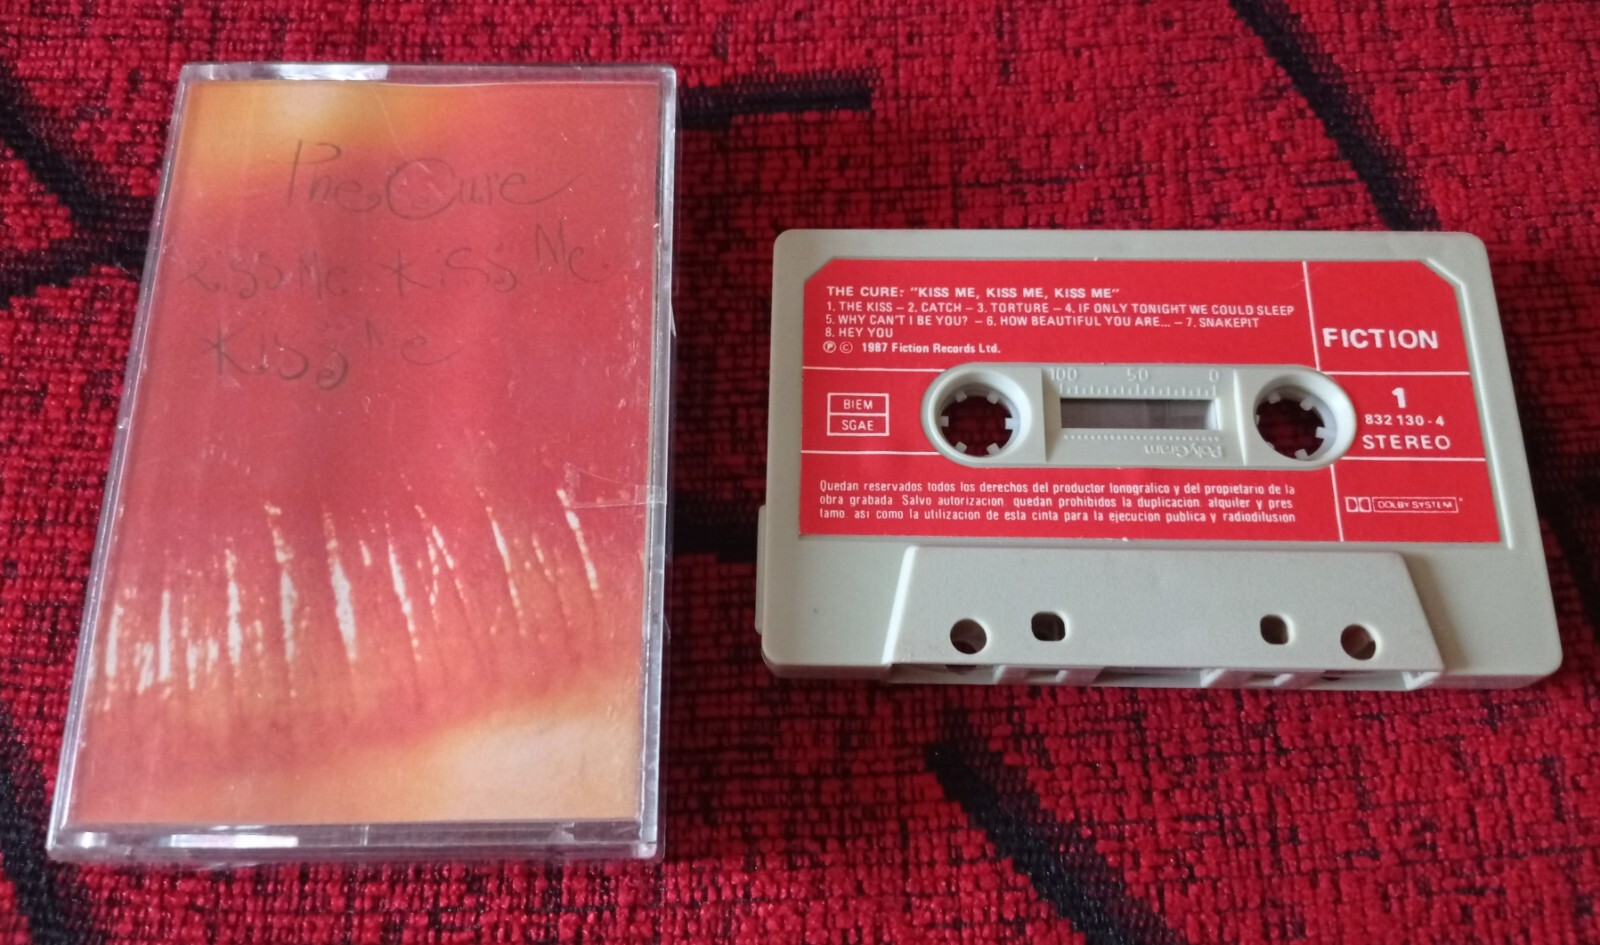 The Cure
Kiss Me Kiss Me
Kiss Me
THE CURE: "KISS ME, KISS ME, KISS ME"
1. THE KISS – 2. CATCH – 3. TORTURE – 4. IF ONLY TONIGHT WE COULD SLEEP
5. WHY CAN'T I BE YOU? – 6. HOW BEAUTIFUL YOU ARE... – 7. SNAKEPIT
8. HEY YOU
Ⓟ © 1987 Fiction Records Ltd.
FICTION
BIEM
SGAE
100 50 0
PolyGram
1
832 130 - 4
STEREO
Quedan reservados todos los derechos del productor fonografico y del propietario de la
obra grabada. Salvo autorizacion, quedan prohibidos la duplicacion, alquiler y pres
tamo, asi como la utilizacion de esta cinta para la ejecucion publica y radiodifusion
DOLBY SYSTEM